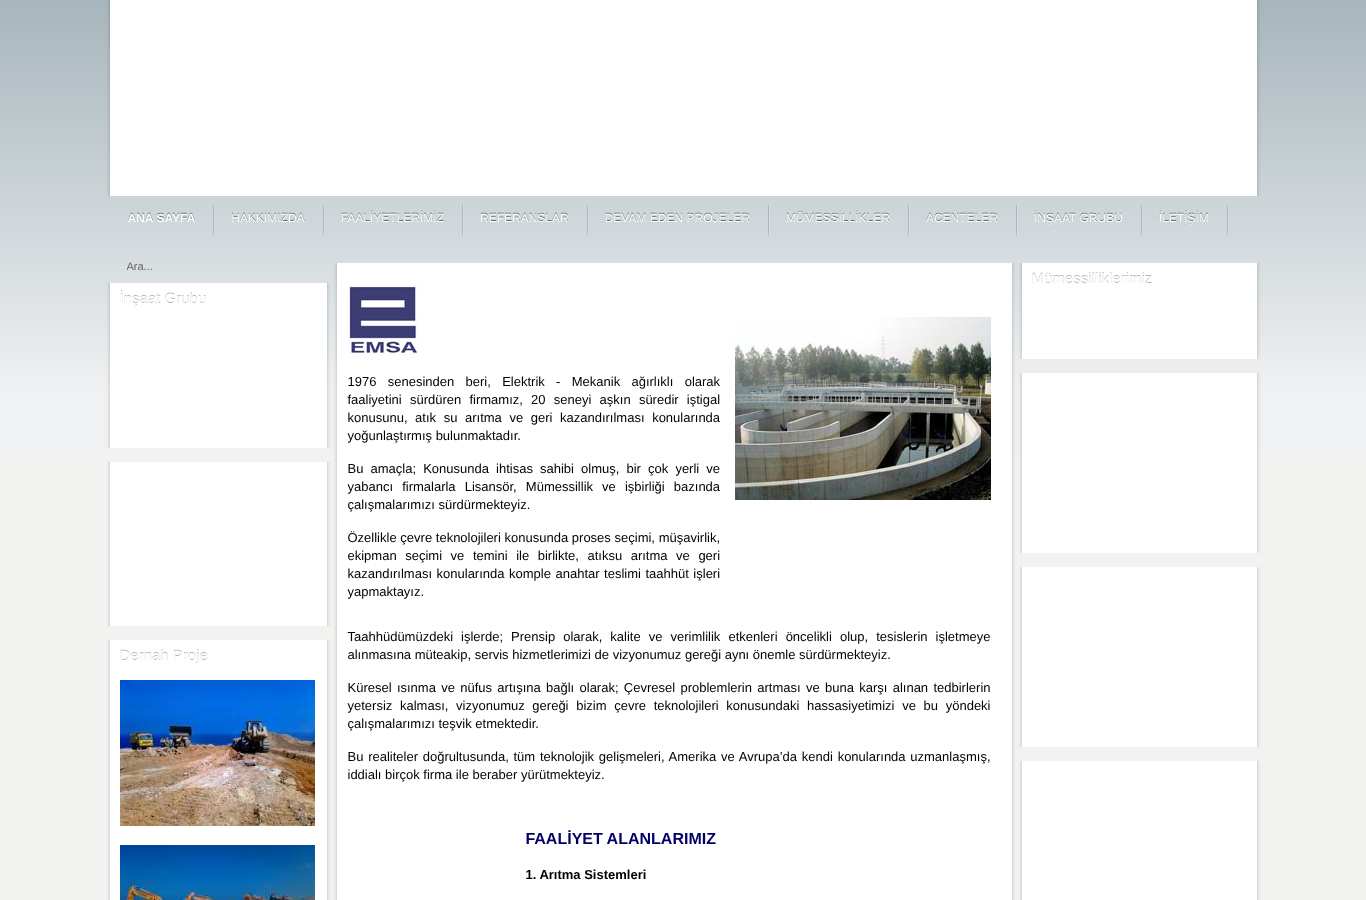 ANA SAYFA
HAKKIMIZDA
FAALİYETLERİMİZ
REFERANSLAR
DEVAM EDEN PROJELER
MÜMESSİLLİKLER
ACENTELER
İNŞAAT GRUBU
İLETİŞİM
Ara...
İnşaat Grubu
Demah Proje
EMSA
1976 senesinden beri, Elektrik - Mekanik ağırlıklı olarak
faaliyetini sürdüren firmamız, 20 seneyi aşkın süredir iştigal
konusunu, atık su arıtma ve geri kazandırılması konularında
yoğunlaştırmış bulunmaktadır.
Bu amaçla; Konusunda ihtisas sahibi olmuş, bir çok yerli ve
yabancı firmalarla Lisansör, Mümessillik ve işbirliği bazında
çalışmalarımızı sürdürmekteyiz.
Özellikle çevre teknolojileri konusunda proses seçimi, müşavirlik,
ekipman seçimi ve temini ile birlikte, atıksu arıtma ve geri
kazandırılması konularında komple anahtar teslimi taahhüt işleri
yapmaktayız.
Taahhüdümüzdeki işlerde; Prensip olarak, kalite ve verimlilik etkenleri öncelikli olup, tesislerin işletmeye
alınmasına müteakip, servis hizmetlerimizi de vizyonumuz gereği aynı önemle sürdürmekteyiz.
Küresel ısınma ve nüfus artışına bağlı olarak; Çevresel problemlerin artması ve buna karşı alınan tedbirlerin
yetersiz kalması, vizyonumuz gereği bizim çevre teknolojileri konusundaki hassasiyetimizi ve bu yöndeki
çalışmalarımızı teşvik etmektedir.
Bu realiteler doğrultusunda, tüm teknolojik gelişmeleri, Amerika ve Avrupa’da kendi konularında uzmanlaşmış,
iddialı birçok firma ile beraber yürütmekteyiz.
FAALİYET ALANLARIMIZ
1. Arıtma Sistemleri
Mümessilliklerimiz